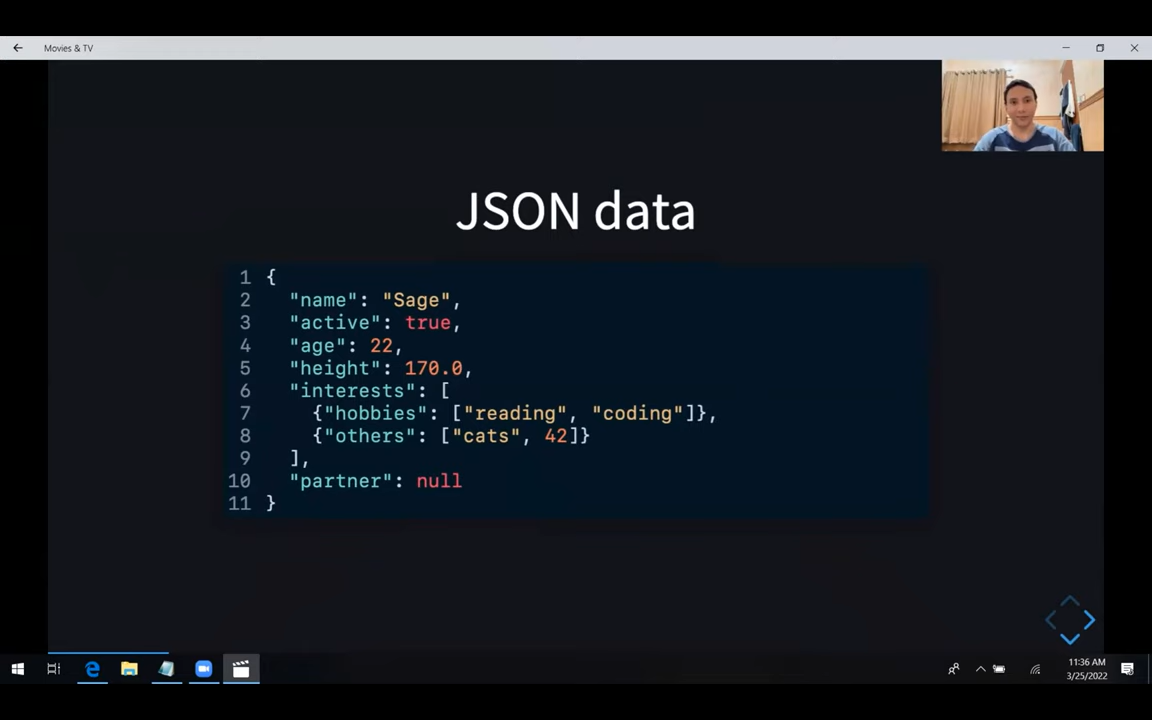 Movies & TV
JSON data
1 {
2 "name": "Sage",
3 "active": true,
4 "age": 22,
5 "height": 170.0,
6 "interests": [
7 {"hobbies": ["reading", "coding"]},
8 {"others": ["cats", 42]}
9 ],
10 "partner": null
11 }
11:36 AM
3/25/2022